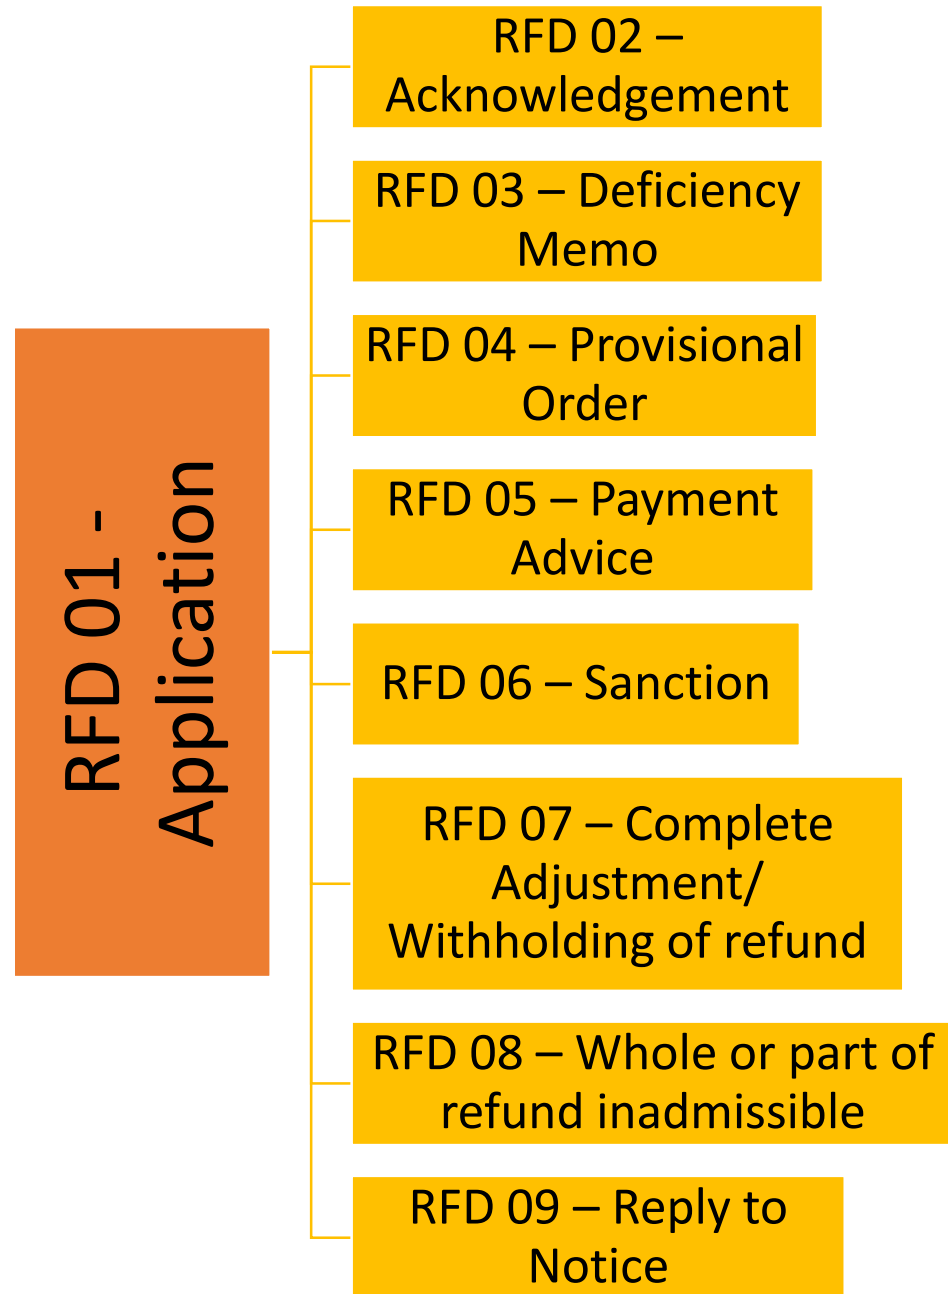 RFD 01 -
Application
RFD 02 –
Acknowledgement
RFD 03 – Deficiency
Memo
RFD 04 – Provisional
Order
RFD 05 – Payment
Advice
RFD 06 – Sanction
RFD 07 – Complete
Adjustment/
Withholding of refund
RFD 08 – Whole or part of
refund inadmissible
RFD 09 – Reply to
Notice